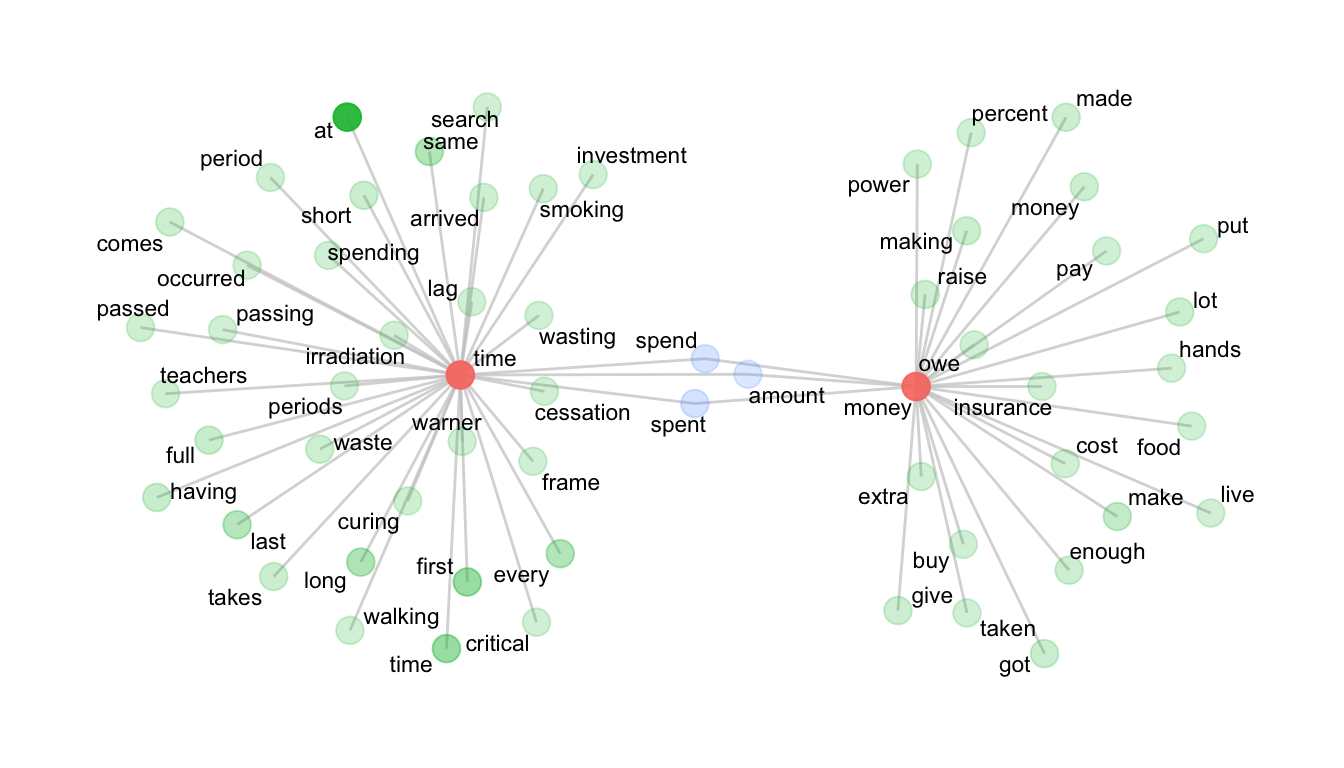 made
percent
search
at
same
investment
period
power
money
smoking
short
arrived
put
comes
making
spending
pay
occurred
raise
lag
lot
passed
passing
wasting
spend
hands
irradiation
time
owe
teachers
amount
periods
money
insurance
cessation
warner
spent
waste
cost
food
full
frame
having
extra
make
live
curing
last
enough
buy
first
every
long
takes
give
walking
taken
critical
time
got